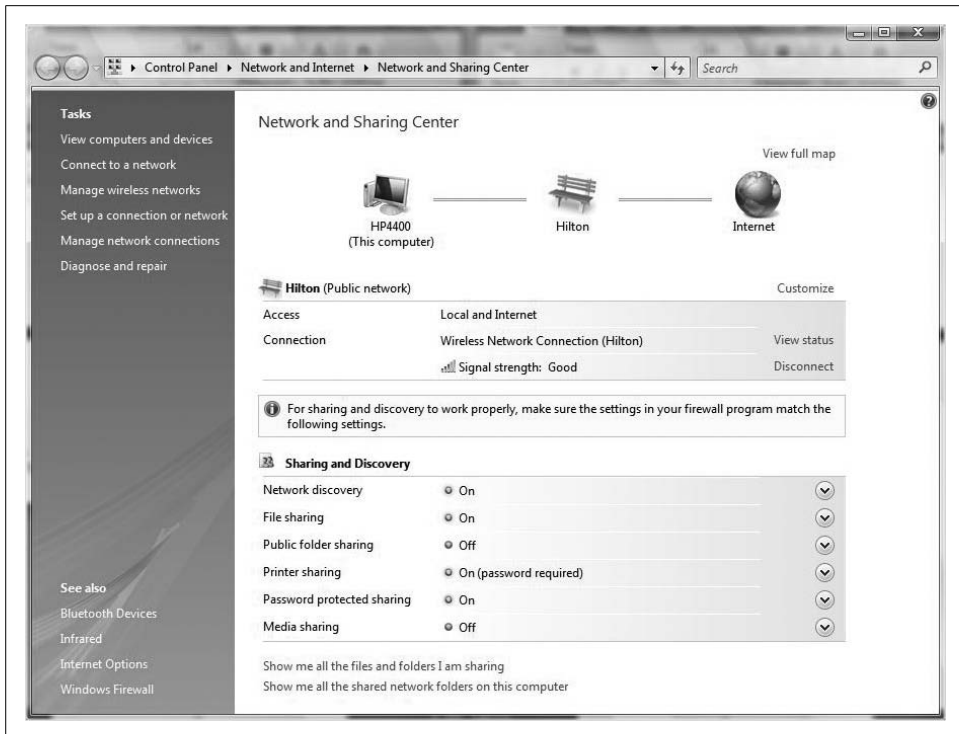 Control Panel ▸ Network and Internet ▸ Network and Sharing Center
Search
Tasks
View computers and devices
Connect to a network
Manage wireless networks
Set up a connection or network
Manage network connections
Diagnose and repair
See also
Bluetooth Devices
Infrared
Internet Options
Windows Firewall
Network and Sharing Center
View full map
HP4400
(This computer)
Hilton
Internet
Hilton (Public network)
Customize
Access
Local and Internet
Connection
Wireless Network Connection (Hilton)
View status
Signal strength: Good
Disconnect
For sharing and discovery to work properly, make sure the settings in your firewall program match the
following settings.
Sharing and Discovery
Network discovery
On
File sharing
On
Public folder sharing
Off
Printer sharing
On (password required)
Password protected sharing
On
Media sharing
Off
Show me all the files and folders I am sharing
Show me all the shared network folders on this computer